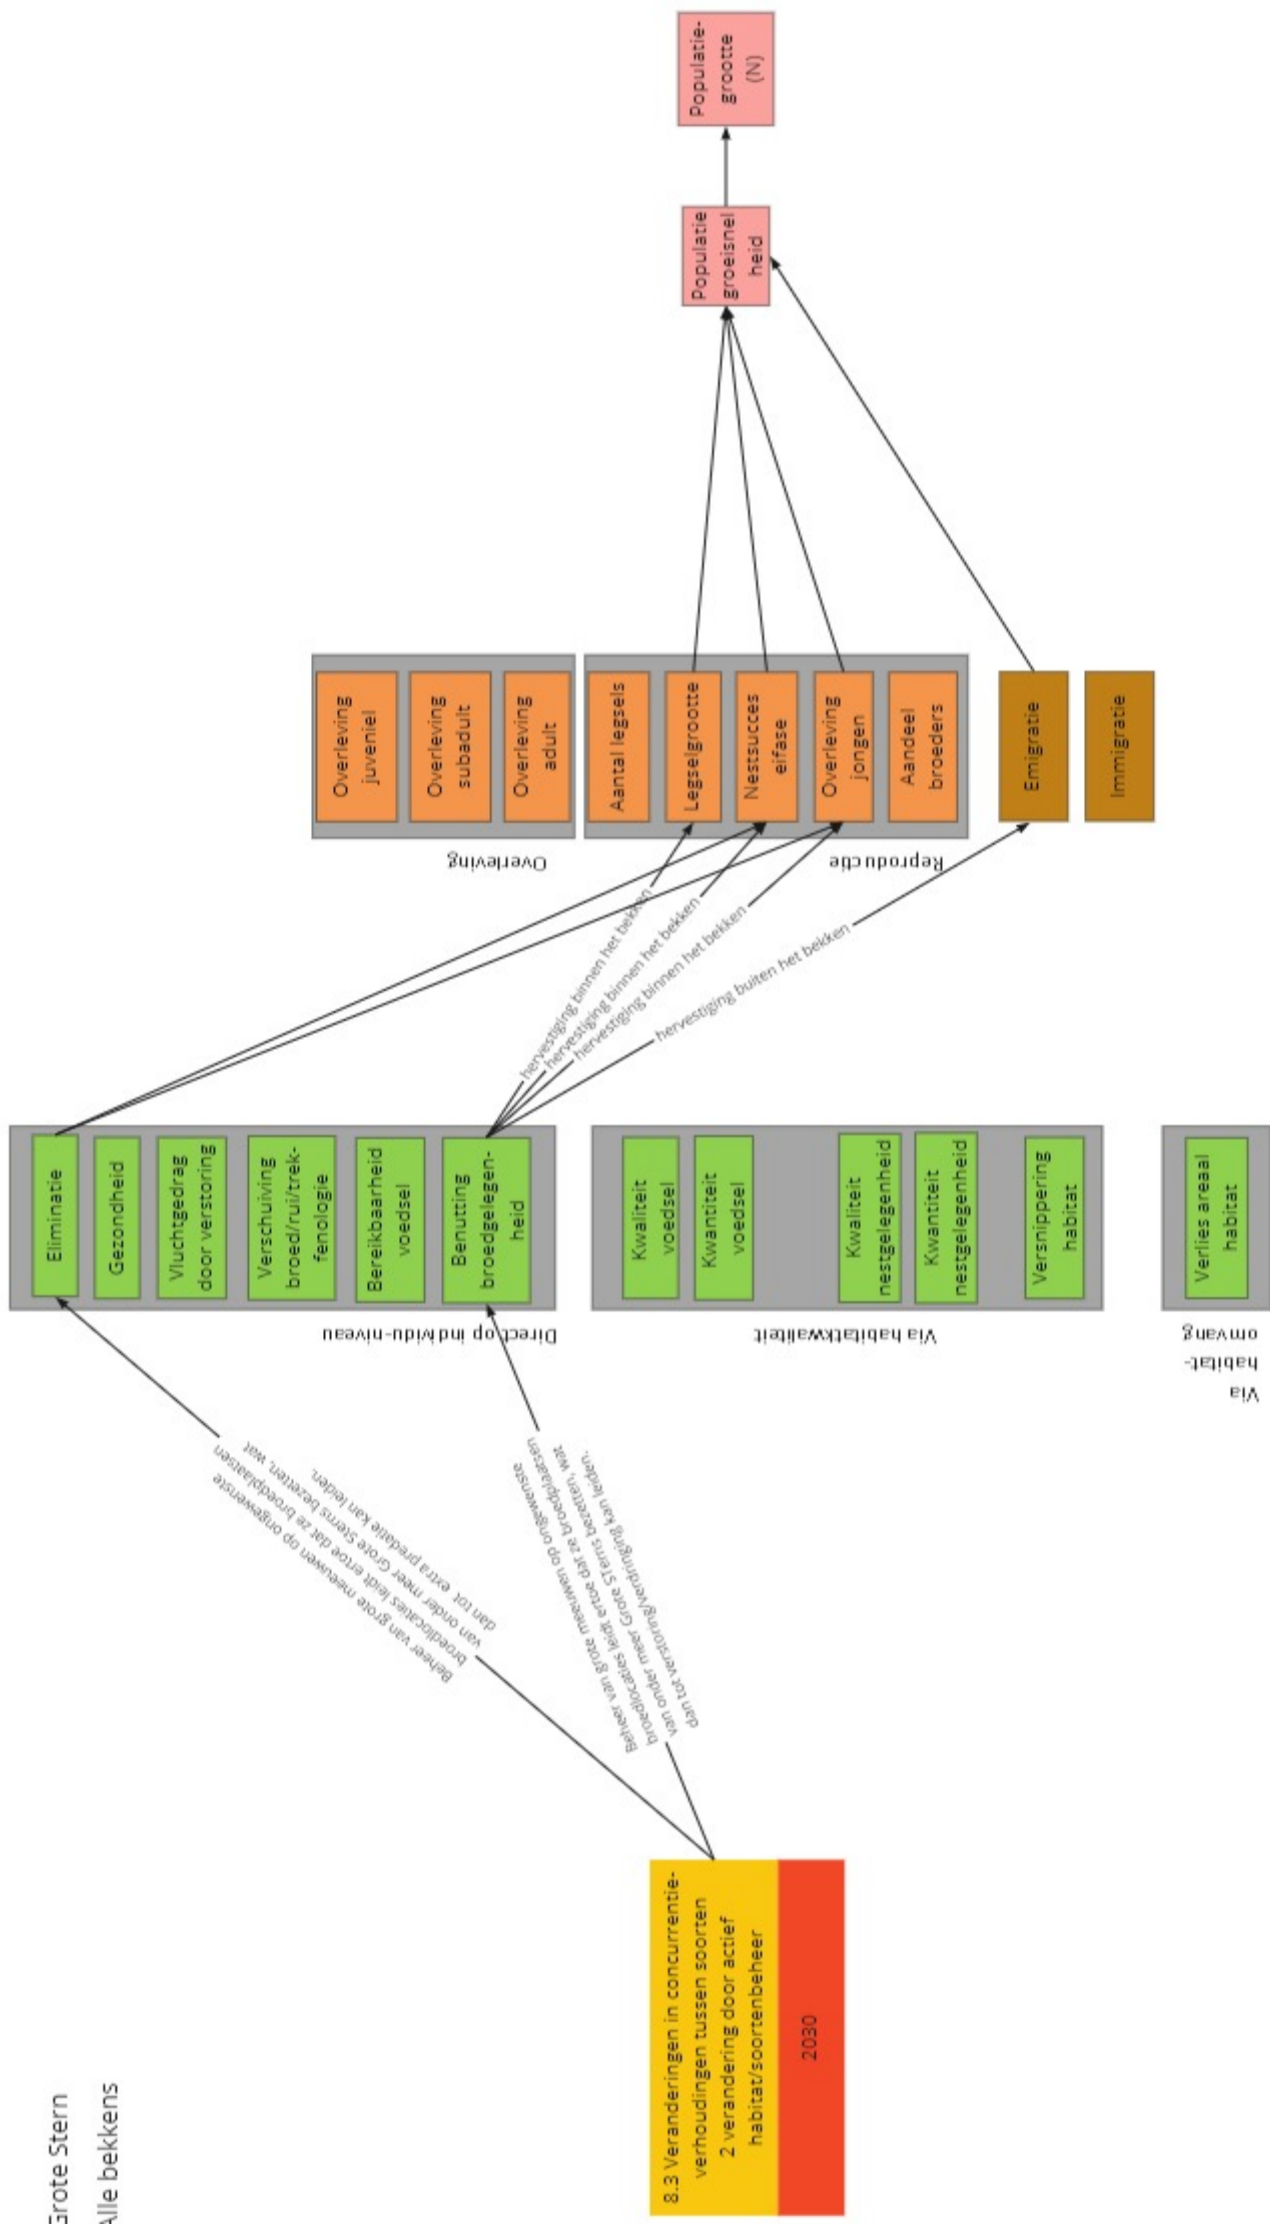 Grote Stern
Alle bekkens
8.3 Veranderingen in concurrentie-
verhoudingen tussen soorten
2 verandering door actief
habitat/soortenbeheer
2030
Beheer van grote meeuwen op ongewenste
broedlocaties leidt ertoe dat ze broedplaatsen
van onder meer Grote Sterns bezetten, wat
dan tot extra predatie kan leiden.
Beheer van grote meeuwen op ongewenste
broedlocaties leidt ertoe dat ze broedplaatsen
van onder meer Grote Sterns bezetten, wat
dan tot verstoring/verdringing kan leiden.
Direct op individu-niveau
Eliminatie
Gezondheid
Vluchtgedrag
door verstoring
Verschuiving
broed/rui/trek-
fenologie
Bereikbaarheid
voedsel
Benutting
broedgelegen-
heid
Via habitatkwaliteit
Kwaliteit
voedsel
Kwantiteit
voedsel
Kwaliteit
nestgelegenheid
Kwantiteit
nestgelegenheid
Versnippering
habitat
Via
habitat-
omvang
Verlies areaal
habitat
hervestiging binnen het bekken
hervestiging binnen het bekken
hervestiging binnen het bekken
hervestiging buiten het bekken
Overleving
Overleving
juveniel
Overleving
subadult
Overleving
adult
Reproductie
Aantal legsels
Legselgrootte
Nestsucces
eifase
Overleving
jongen
Aandeel
broeders
Emigratie
Immigratie
Populatie
groeisnel
heid
Populatie-
grootte
(N)